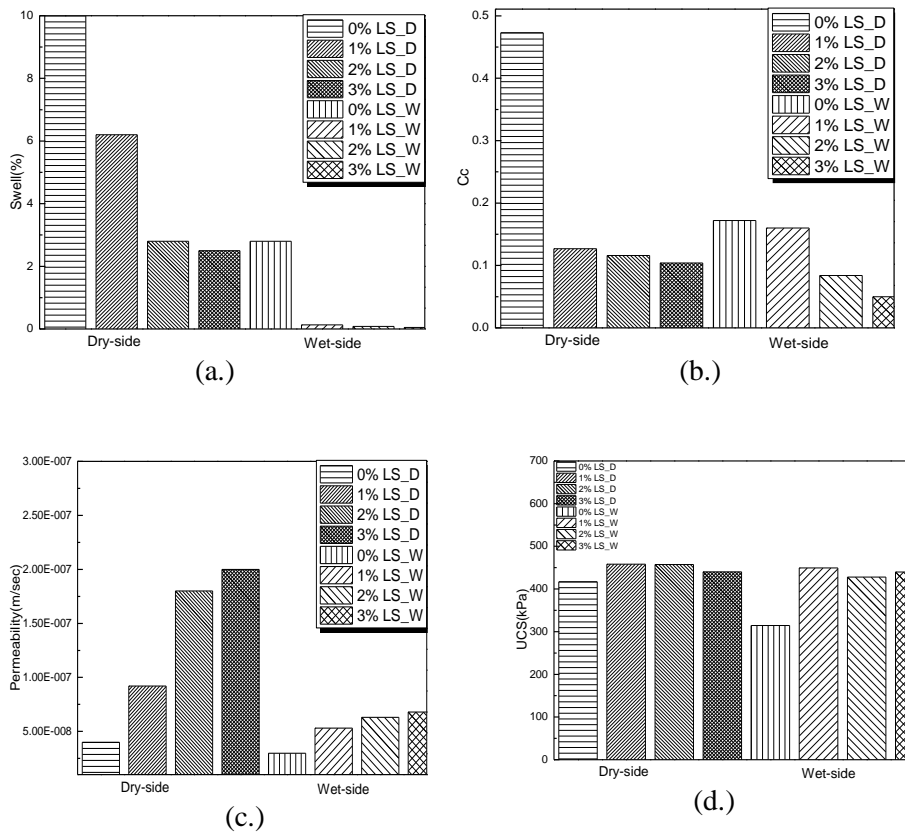 10
8
6
4
2
0
Swell(%)
Dry-side
Wet-side
0% LS_D
1% LS_D
2% LS_D
3% LS_D
0% LS_W
1% LS_W
2% LS_W
3% LS_W
(a.)
0.5
0.4
0.3
0.2
0.1
0.0
Cc
Dry-side
Wet-side
0% LS_D
1% LS_D
2% LS_D
3% LS_D
0% LS_W
1% LS_W
2% LS_W
3% LS_W
(b.)
3.00E-007
2.50E-007
2.00E-007
1.50E-007
1.00E-007
5.00E-008
Permeability(m/sec)
Dry-side
Wet-side
0% LS_D
1% LS_D
2% LS_D
3% LS_D
0% LS_W
1% LS_W
2% LS_W
3% LS_W
(c.)
700
600
500
400
300
200
100
0
UCS(kPa)
Dry-side
Wet-side
0% LS_D
1% LS_D
2% LS_D
3% LS_D
0% LS_W
1% LS_W
2% LS_W
3% LS_W
(d.)